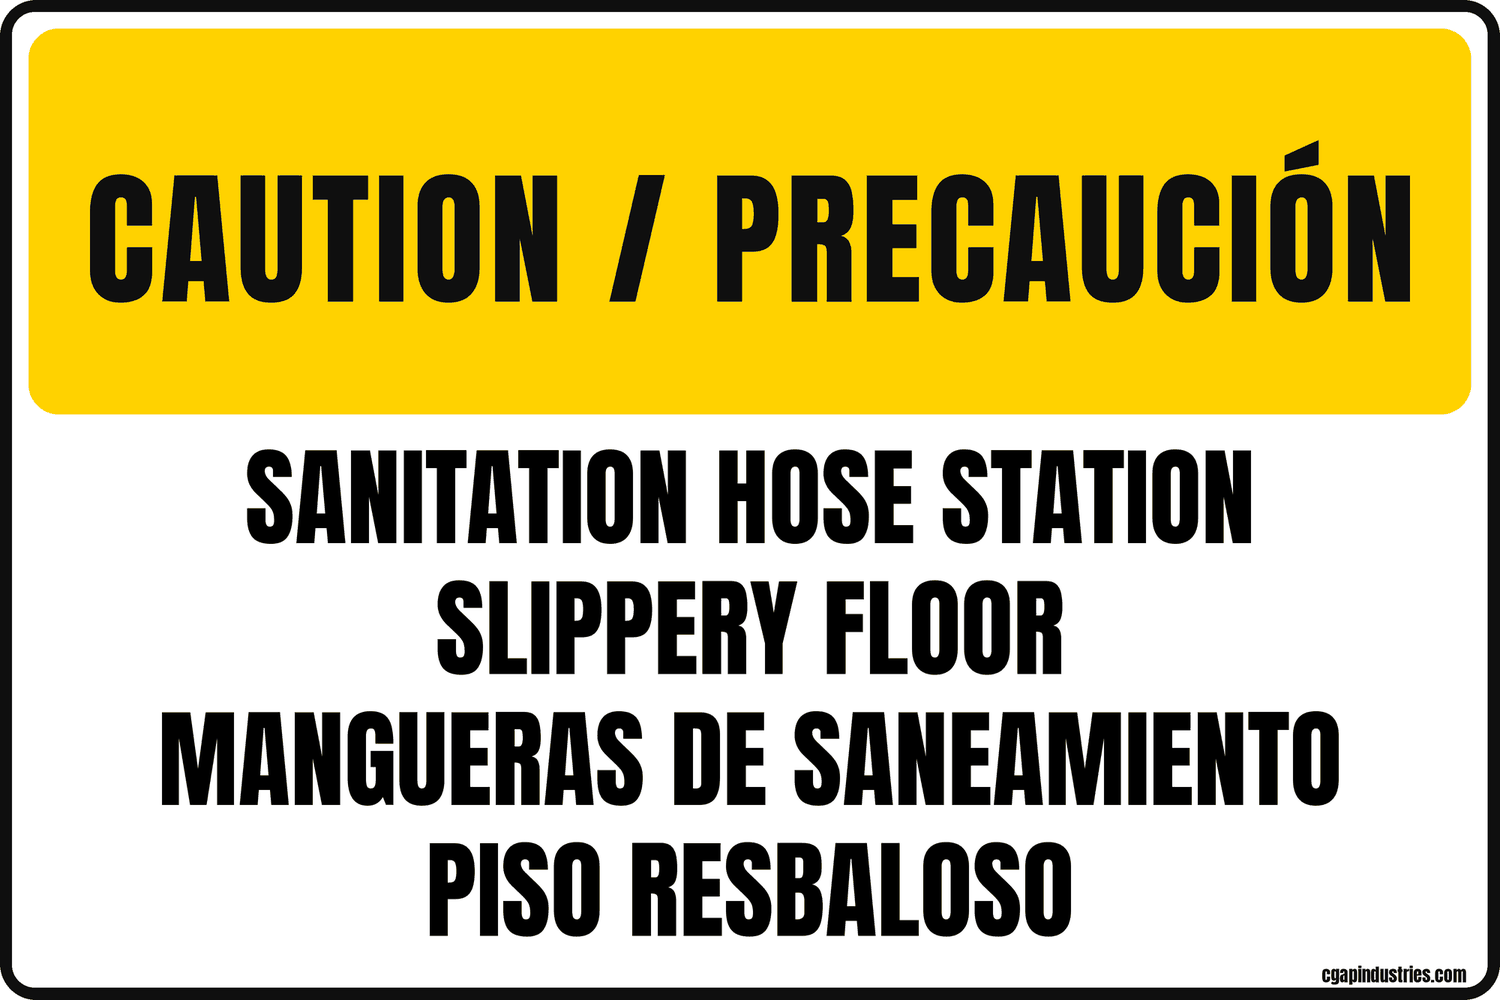 CAUTION / PRECAUCIÓN
SANITATION HOSE STATION
SLIPPERY FLOOR
MANGUERAS DE SANEAMIENTO
PISO RESBALOSO
cgapindustries.com